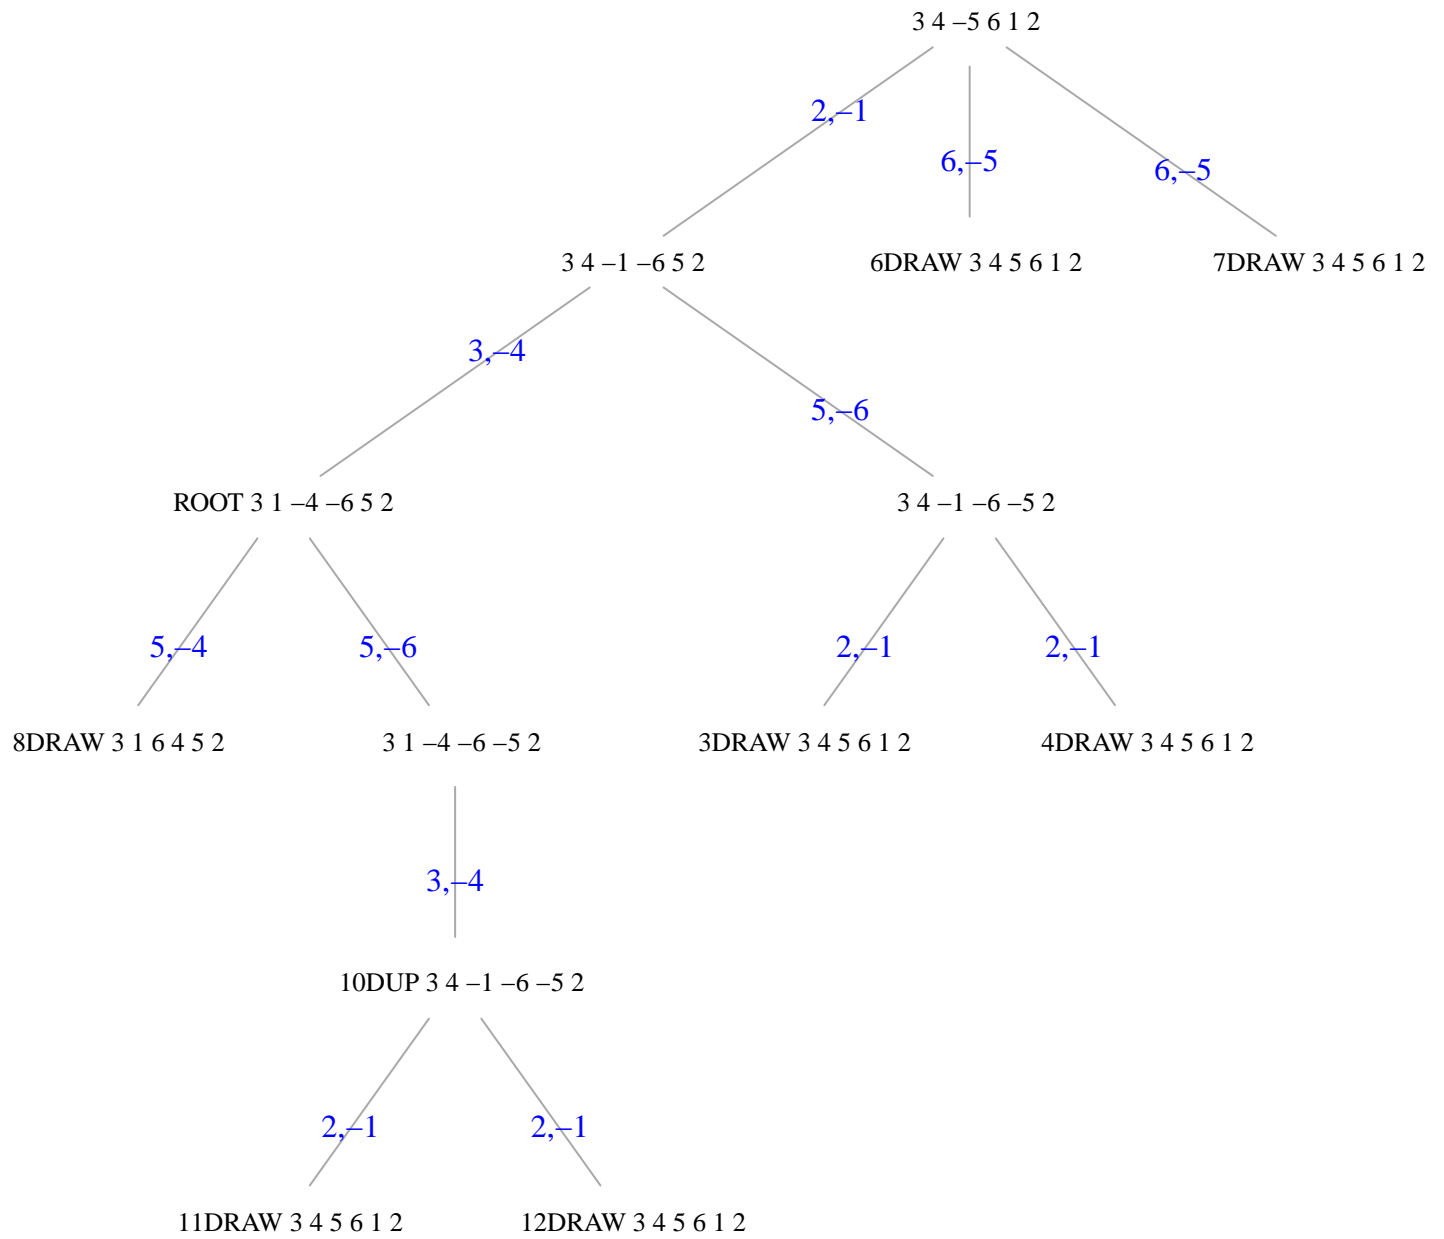 3 4 –5 6 1 2
2,–1
6,–5
6,–5
3 4 –1 –6 5 2
6DRAW 3 4 5 6 1 2
7DRAW 3 4 5 6 1 2
3,–4
5,–6
ROOT 3 1 –4 –6 5 2
3 4 –1 –6 –5 2
5,–4
5,–6
2,–1
2,–1
8DRAW 3 1 6 4 5 2
3 1 –4 –6 –5 2
3DRAW 3 4 5 6 1 2
4DRAW 3 4 5 6 1 2
3,–4
10DUP 3 4 –1 –6 –5 2
2,–1
2,–1
11DRAW 3 4 5 6 1 2
12DRAW 3 4 5 6 1 2